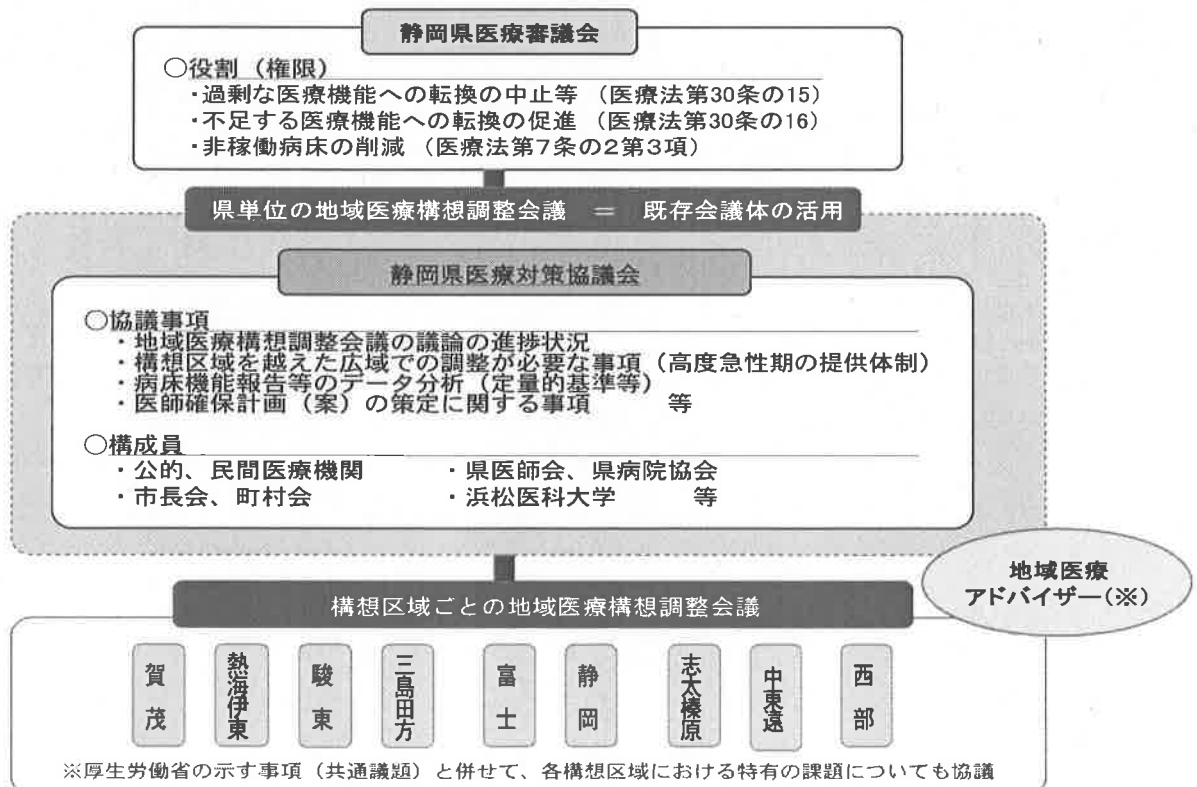 静岡県医療審議会
○役割（権限）
・過剰な医療機能への転換の中止等（医療法第30条の15）
・不足する医療機能への転換の促進（医療法第30条の16）
・非稼働病床の削減（医療法第7条の2第3項）
県単位の地域医療構想調整会議 ＝ 既存会議体の活用
静岡県医療対策協議会
○協議事項
・地域医療構想調整会議の議論の進捗状況
・構想区域を越えた広域での調整が必要な事項（高度急性期の提供体制）
・病床機能報告等のデータ分析（定量的基準等）
・医師確保計画（案）の策定に関する事項 等
○構成員
・公的、民間医療機関 ・県医師会、県病院協会
・市長会、町村会 ・浜松医科大学 等
地域医療
アドバイザー(※)
構想区域ごとの地域医療構想調整会議
賀茂
熱海伊東
駿東
三島田方
富士
静岡
志太榛原
中東遠
西部
※厚生労働省の示す事項（共通議題）と併せて、各構想区域における特有の課題についても協議